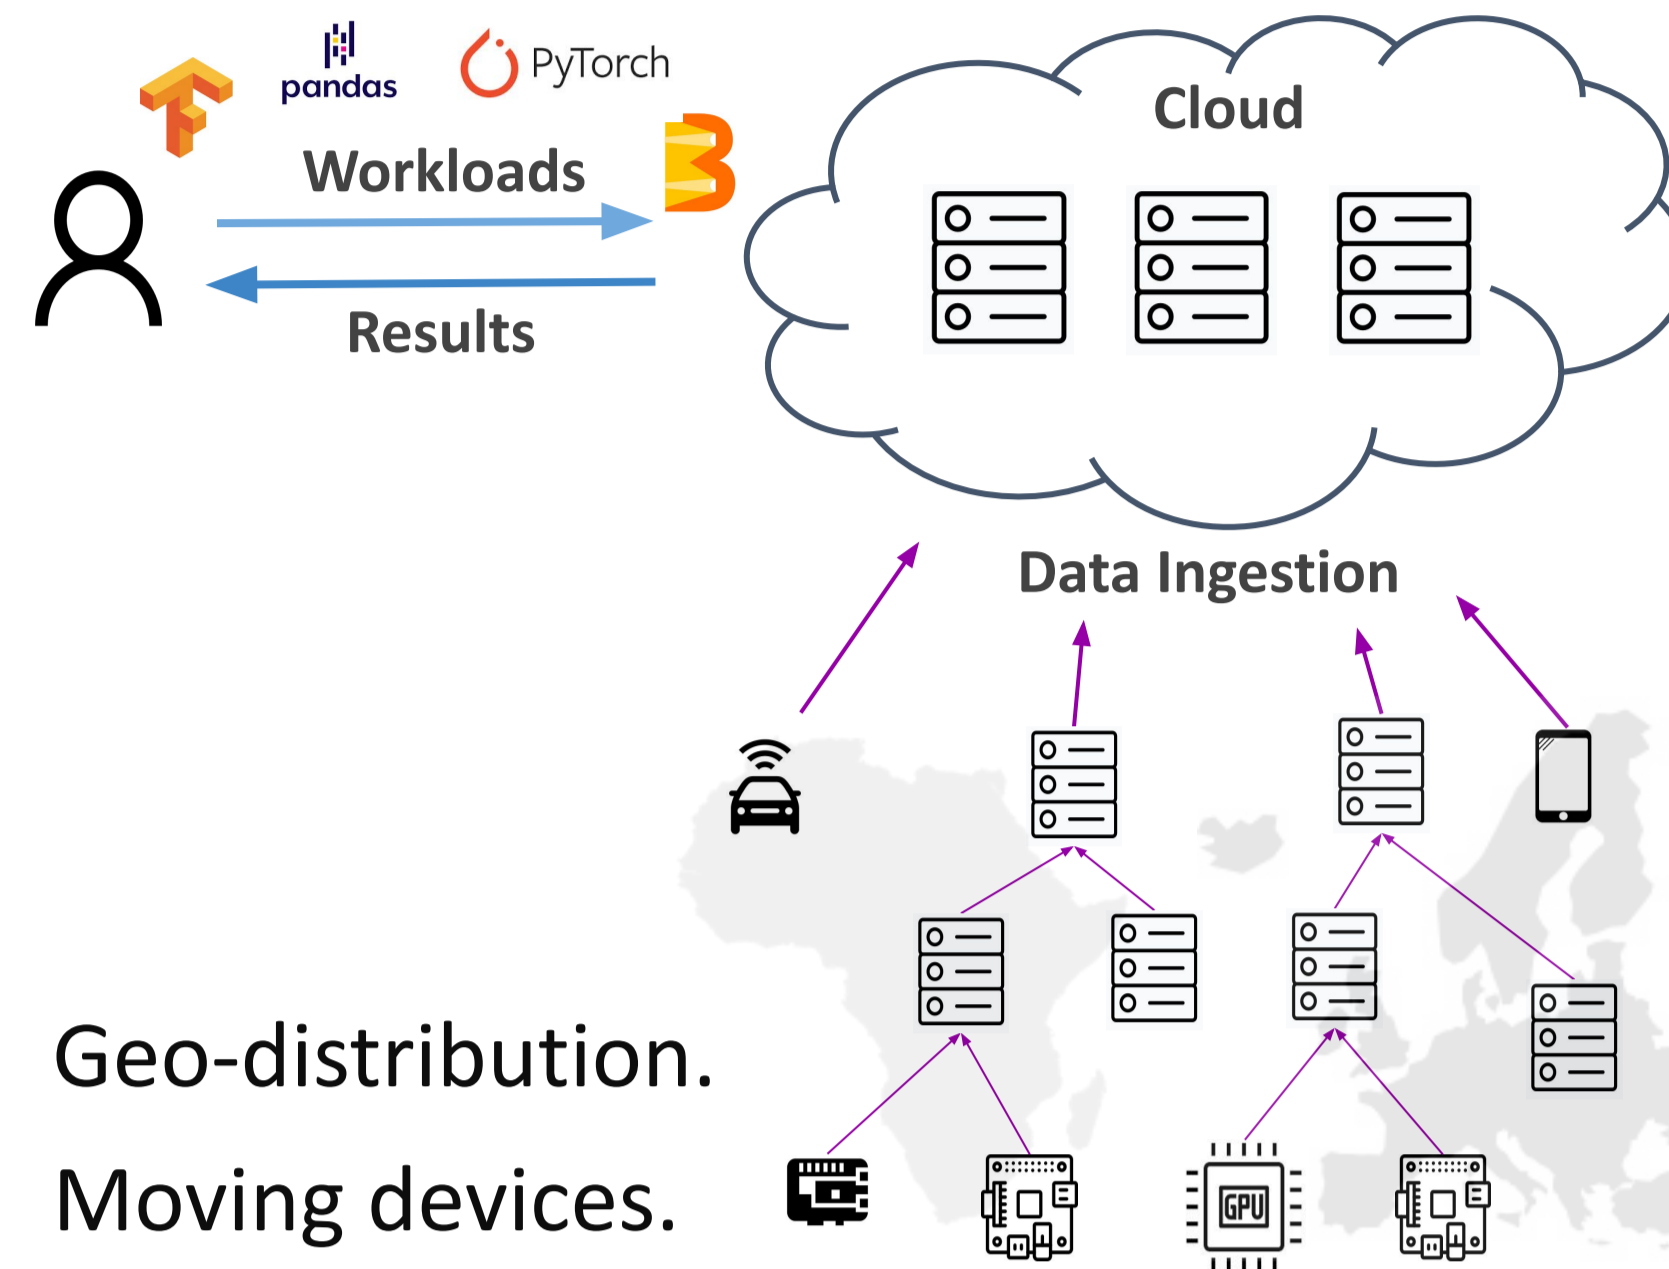 pandas
PyTorch
Workloads
Results
Cloud
Data Ingestion
Geo-distribution.
Moving devices.
GPU